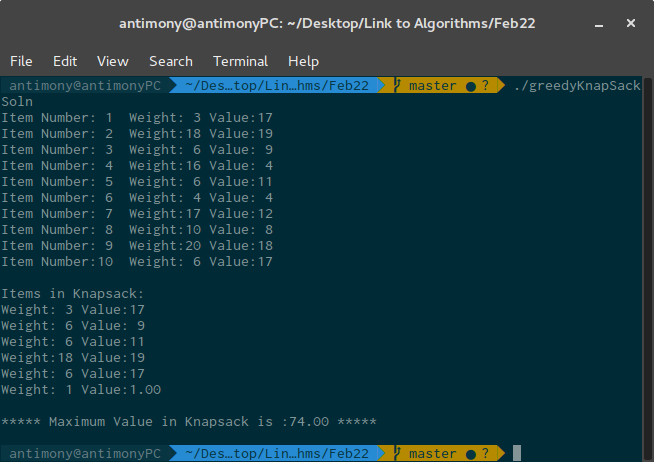 antimony@antimonyPC: ~/Desktop/Link to Algorithms/Feb22
File Edit View Search Terminal Help
antimony@antimonyPC ~/Des…top/Lin…hms/Feb22 master ● ? ./greedyKnapSack
Soln
Item Number: 1  Weight: 3 Value:17
Item Number: 2  Weight:18 Value:19
Item Number: 3  Weight: 6 Value: 9
Item Number: 4  Weight:16 Value: 4
Item Number: 5  Weight: 6 Value:11
Item Number: 6  Weight: 4 Value: 4
Item Number: 7  Weight:17 Value:12
Item Number: 8  Weight:10 Value: 8
Item Number: 9  Weight:20 Value:18
Item Number:10  Weight: 6 Value:17
Items in Knapsack:
Weight: 3 Value:17
Weight: 6 Value: 9
Weight: 6 Value:11
Weight:18 Value:19
Weight: 6 Value:17
Weight: 1 Value:1.00
***** Maximum Value in Knapsack is :74.00 *****
antimony@antimonyPC ~/Des…top/Lin…hms/Feb22 master ● ?